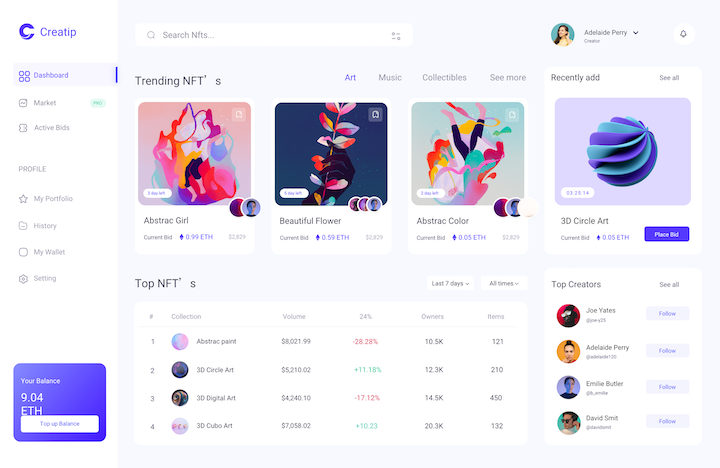 Creatip
Search Nfts...
Adelaide Perry
Creator
Dashboard
Market
PRO
Active Bids
PROFILE
My Portfolio
History
My Wallet
Setting
Your Balance
9.04
ETH
Top up Balance
Trending NFT's
Art
Music
Collectibles
See more
3 day left
Abstrac Girl
Current Bid
0.99 ETH
$2,829
5 day left
Beautiful Flower
Current Bid
0.59 ETH
$2,829
2 day left
Abstrac Color
Current Bid
0.05 ETH
$2,829
Recently add
See all
03:25:14
3D Circle Art
Current Bid
0.05 ETH
Place Bid
Top NFT's
Last 7 days
All times
# Collection Volume 24% Owners Items
1 Abstrac paint $8,021.99 -28.28% 10.5K 121
2 3D Circle Art $5,210.02 +11.18% 12.3K 210
3 3D Digital Art $4,240.10 -17.12% 14.5K 450
4 3D Cubo Art $7,058.02 +10.23 20.3K 132
Top Creators
See all
Joe Yates
@joe-y25
Follow
Adelaide Perry
@adelaide120
Follow
Emilie Butler
@b_emilie
Follow
David Smit
@davidsmit
Follow